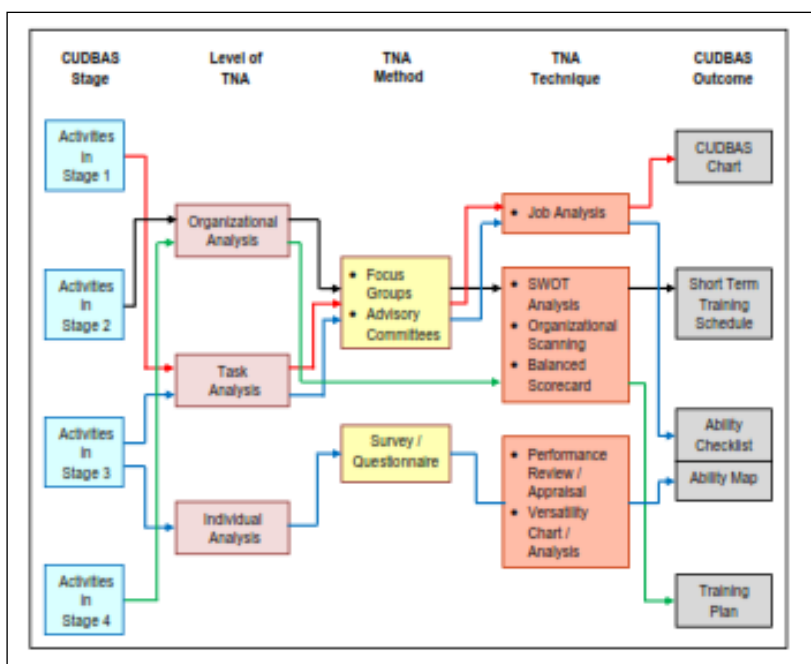 CUDBAS
Stage
Level of
TNA
TNA
Method
TNA
Technique
CUDBAS
Outcome
Activities
In
Stage 1
Activities
In
Stage 2
Activities
In
Stage 3
Activities
In
Stage 4
Organizational
Analysis
Task
Analysis
Individual
Analysis
• Focus
Groups
• Advisory
Committees
Survey /
Questionnaire
• Job Analysis
• SWOT
Analysis
• Organizational
Scanning
• Balanced
Scorecard
• Performance
Review /
Appraisal
• Versatility
Chart /
Analysis
CUDBAS
Chart
Short Term
Training
Schedule
Ability
Checklist
Ability Map
Training
Plan